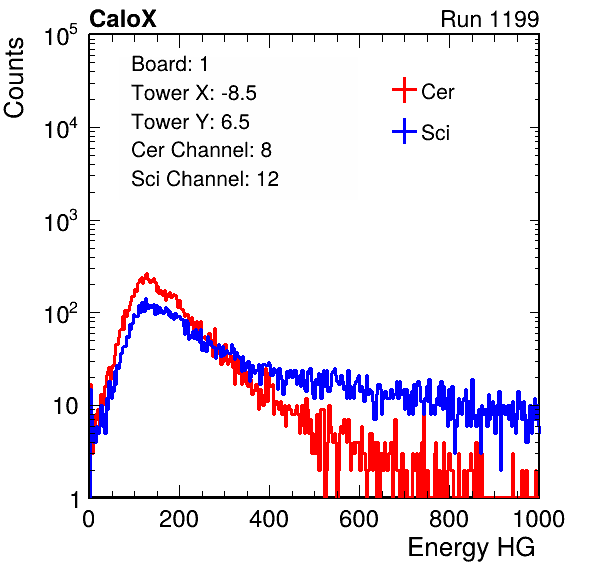 CaloX Run 1199
Counts
10^5
10^4
10^3
10^2
10
1
Board: 1
Tower X: -8.5
Tower Y: 6.5
Cer Channel: 8
Sci Channel: 12
Cer
Sci
0 200 400 600 800 1000
Energy HG